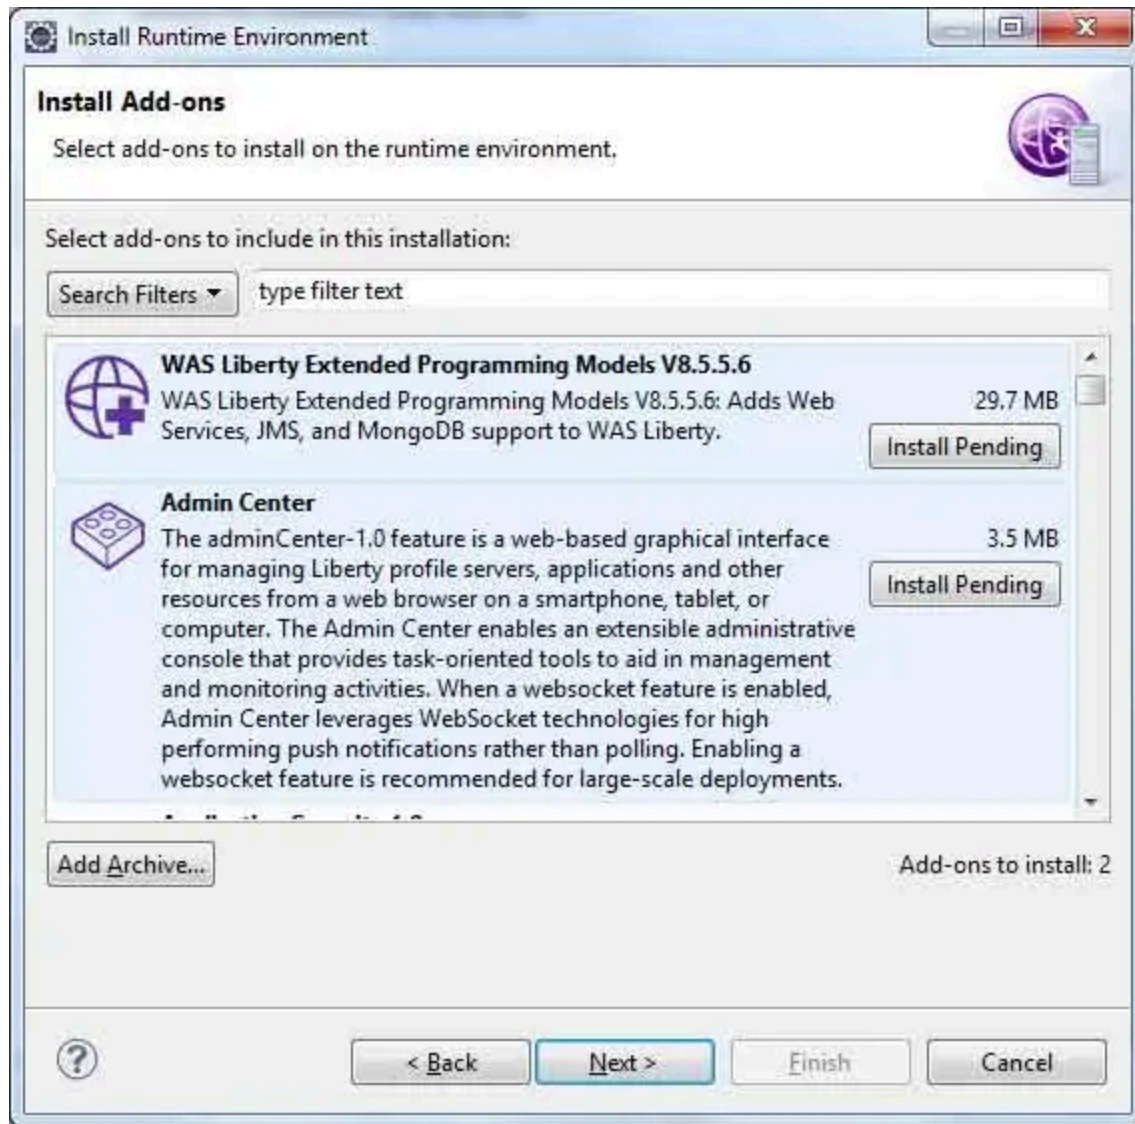 Install Runtime Environment
Install Add-ons
Select add-ons to install on the runtime environment.
Select add-ons to include in this installation:
Search Filters
type filter text
WAS Liberty Extended Programming Models V8.5.5.6
WAS Liberty Extended Programming Models V8.5.5.6: Adds Web
Services, JMS, and MongoDB support to WAS Liberty.
29.7 MB
Install Pending
Admin Center
The adminCenter-1.0 feature is a web-based graphical interface
for managing Liberty profile servers, applications and other
resources from a web browser on a smartphone, tablet, or
computer. The Admin Center enables an extensible administrative
console that provides task-oriented tools to aid in management
and monitoring activities. When a websocket feature is enabled,
Admin Center leverages WebSocket technologies for high
performing push notifications rather than polling. Enabling a
websocket feature is recommended for large-scale deployments.
3.5 MB
Install Pending
Add Archive...
Add-ons to install: 2
< Back
Next >
Finish
Cancel